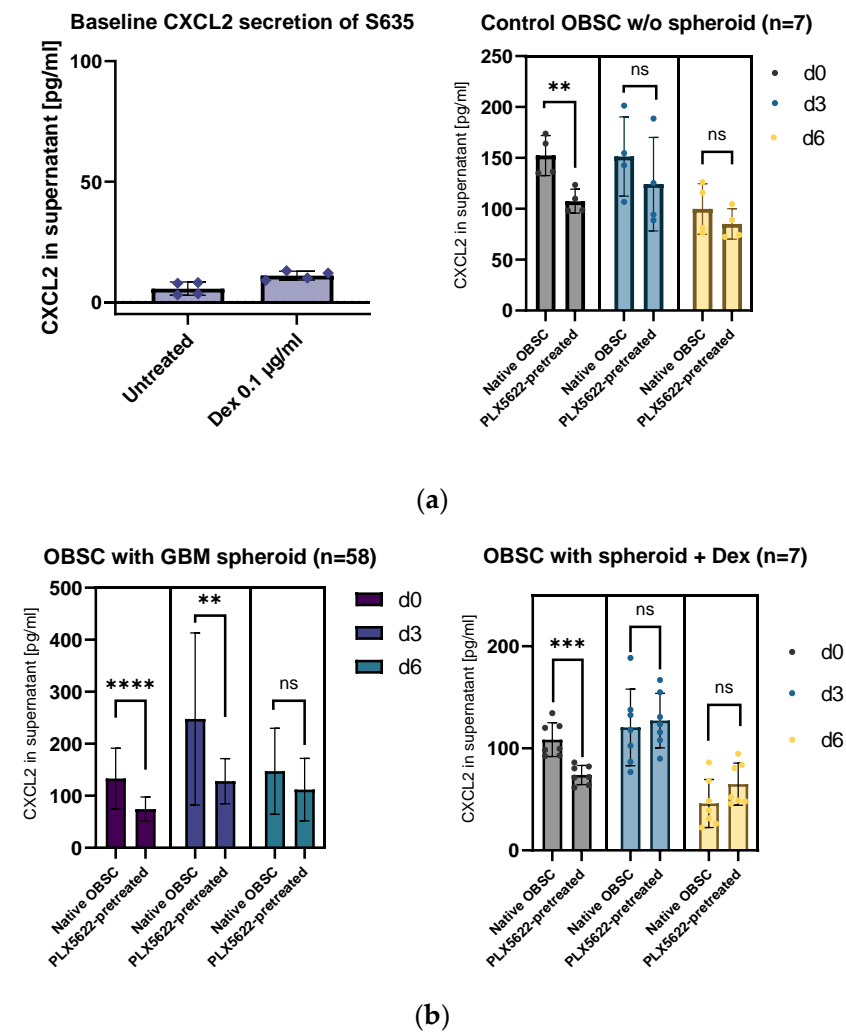 Baseline CXCL2 secretion of S635
CXCL2 in supernatant [pg/ml]
100
50
0
Untreated
Dex 0.1 µg/ml
Control OBSC w/o spheroid (n=7)
CXCL2 in supernatant [pg/ml]
250
200
150
100
50
0
**
ns
ns
d0
d3
d6
Native OBSC
PLX5622-pretreated
Native OBSC
PLX5622-pretreated
Native OBSC
PLX5622-pretreated
(a)
OBSC with GBM spheroid (n=58)
CXCL2 in supernatant [pg/ml]
500
400
300
200
100
0
****
**
ns
d0
d3
d6
Native OBSC
PLX5622-pretreated
Native OBSC
PLX5622-pretreated
Native OBSC
PLX5622-pretreated
OBSC with spheroid + Dex (n=7)
CXCL2 in supernatant [pg/ml]
200
100
0
***
ns
ns
d0
d3
d6
Native OBSC
PLX5622-pretreated
Native OBSC
PLX5622-pretreated
Native OBSC
PLX5622-pretreated
(b)